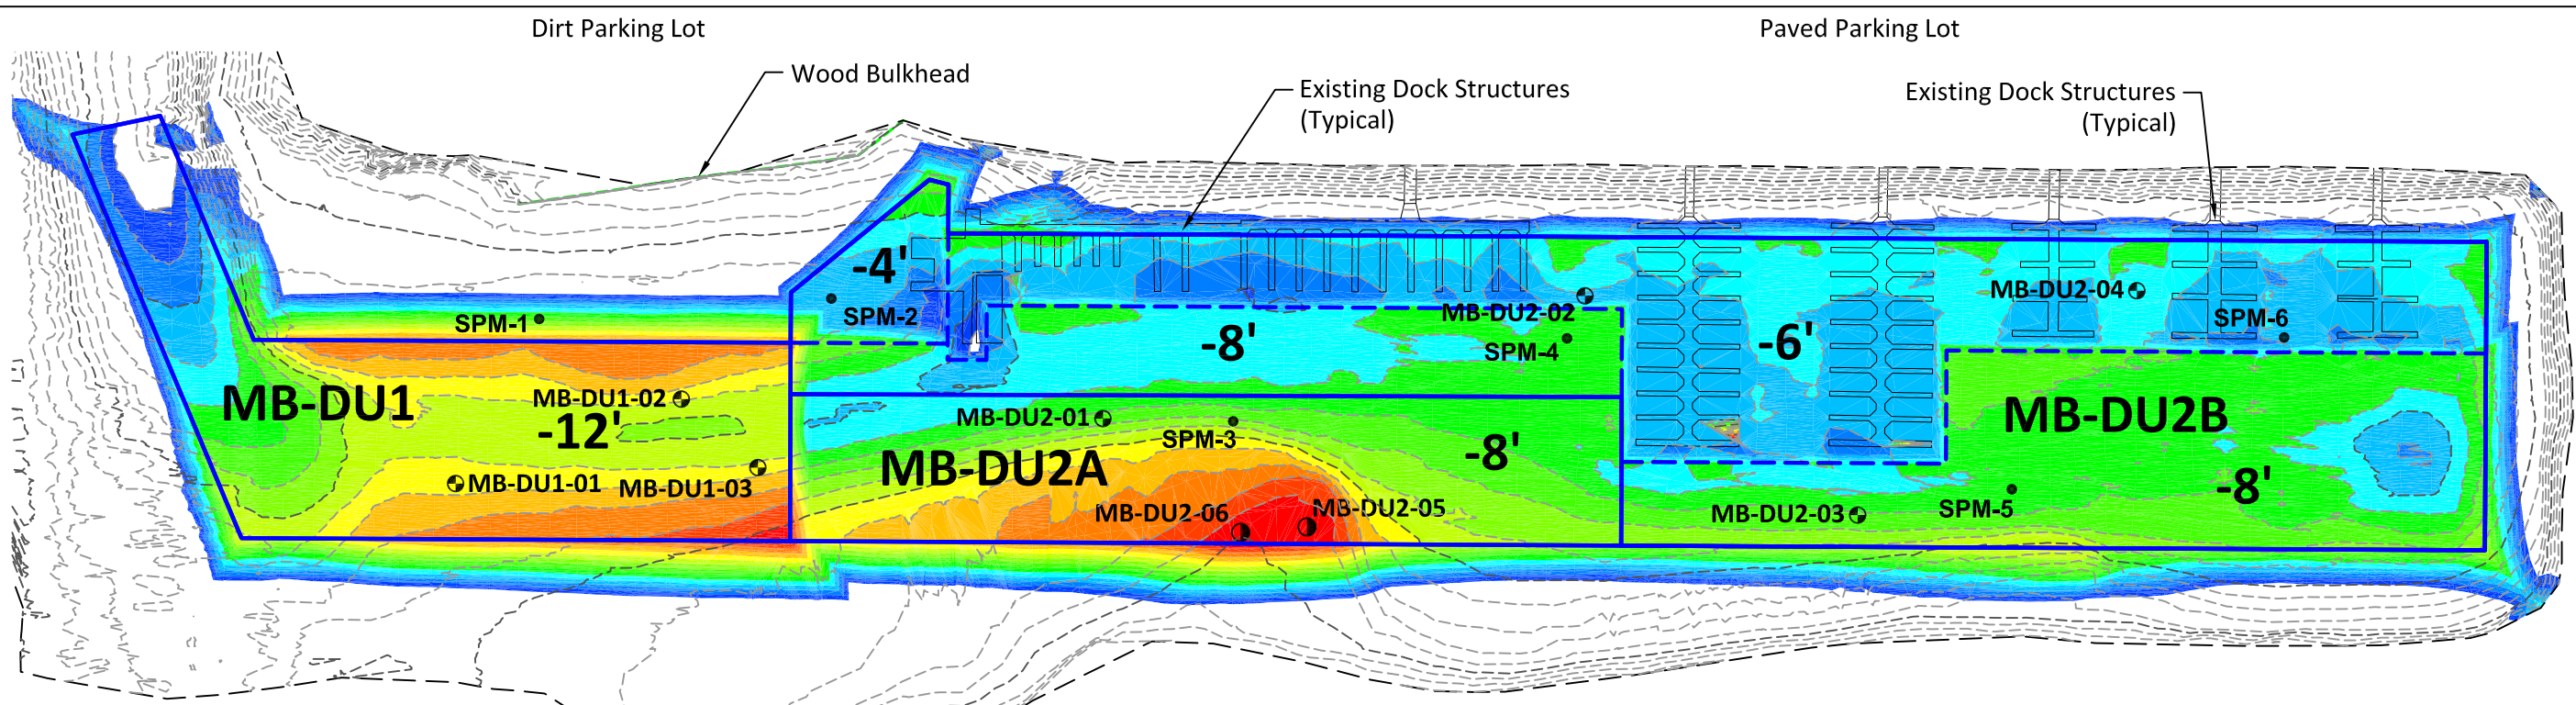 Dirt Parking Lot
Paved Parking Lot
Wood Bulkhead
Existing Dock Structures
(Typical)
Existing Dock Structures
(Typical)
-4'
SPM-1
SPM-2
MB-DU2-02
MB-DU2-04
SPM-6
-8'
SPM-4
-6'
MB-DU1
MB-DU1-02
-12'
MB-DU2-01
SPM-3
MB-DU2A
-8'
MB-DU2B
-8'
MB-DU1-01
MB-DU1-03
MB-DU2-06
MB-DU2-05
MB-DU2-03
SPM-5